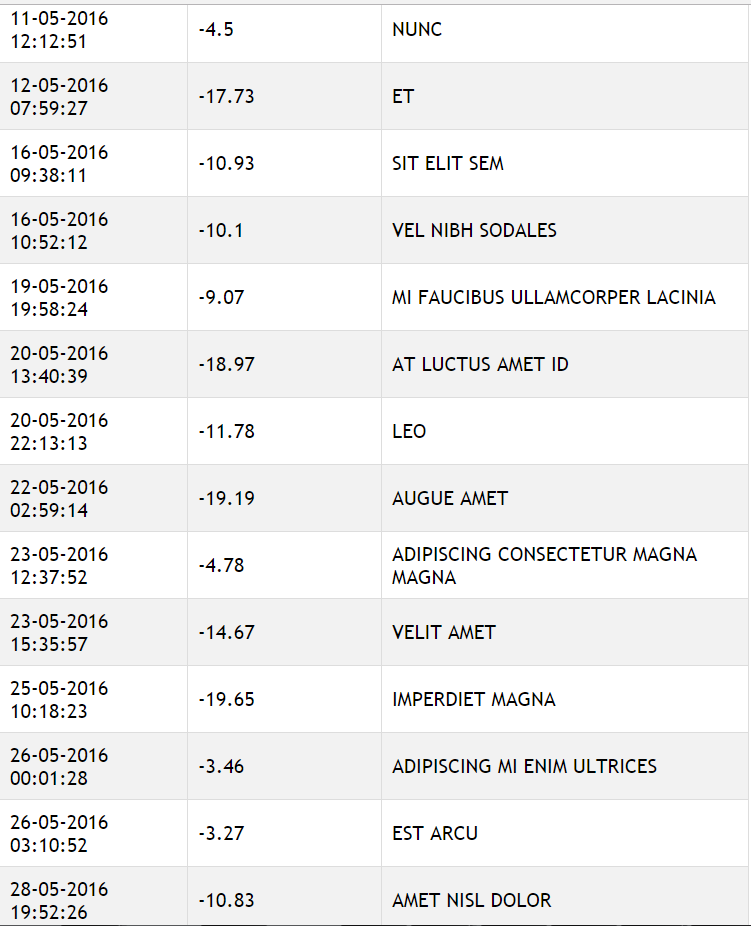 11-05-2016
12:12:51
-4.5
NUNC
12-05-2016
07:59:27
-17.73
ET
16-05-2016
09:38:11
-10.93
SIT ELIT SEM
16-05-2016
10:52:12
-10.1
VEL NIBH SODALES
19-05-2016
19:58:24
-9.07
MI FAUCIBUS ULLAMCORPER LACINIA
20-05-2016
13:40:39
-18.97
AT LUCTUS AMET ID
20-05-2016
22:13:13
-11.78
LEO
22-05-2016
02:59:14
-19.19
AUGUE AMET
23-05-2016
12:37:52
-4.78
ADIPISCING CONSECTETUR MAGNA
MAGNA
23-05-2016
15:35:57
-14.67
VELIT AMET
25-05-2016
10:18:23
-19.65
IMPERDIET MAGNA
26-05-2016
00:01:28
-3.46
ADIPISCING MI ENIM ULTRICES
26-05-2016
03:10:52
-3.27
EST ARCU
28-05-2016
19:52:26
-10.83
AMET NISL DOLOR